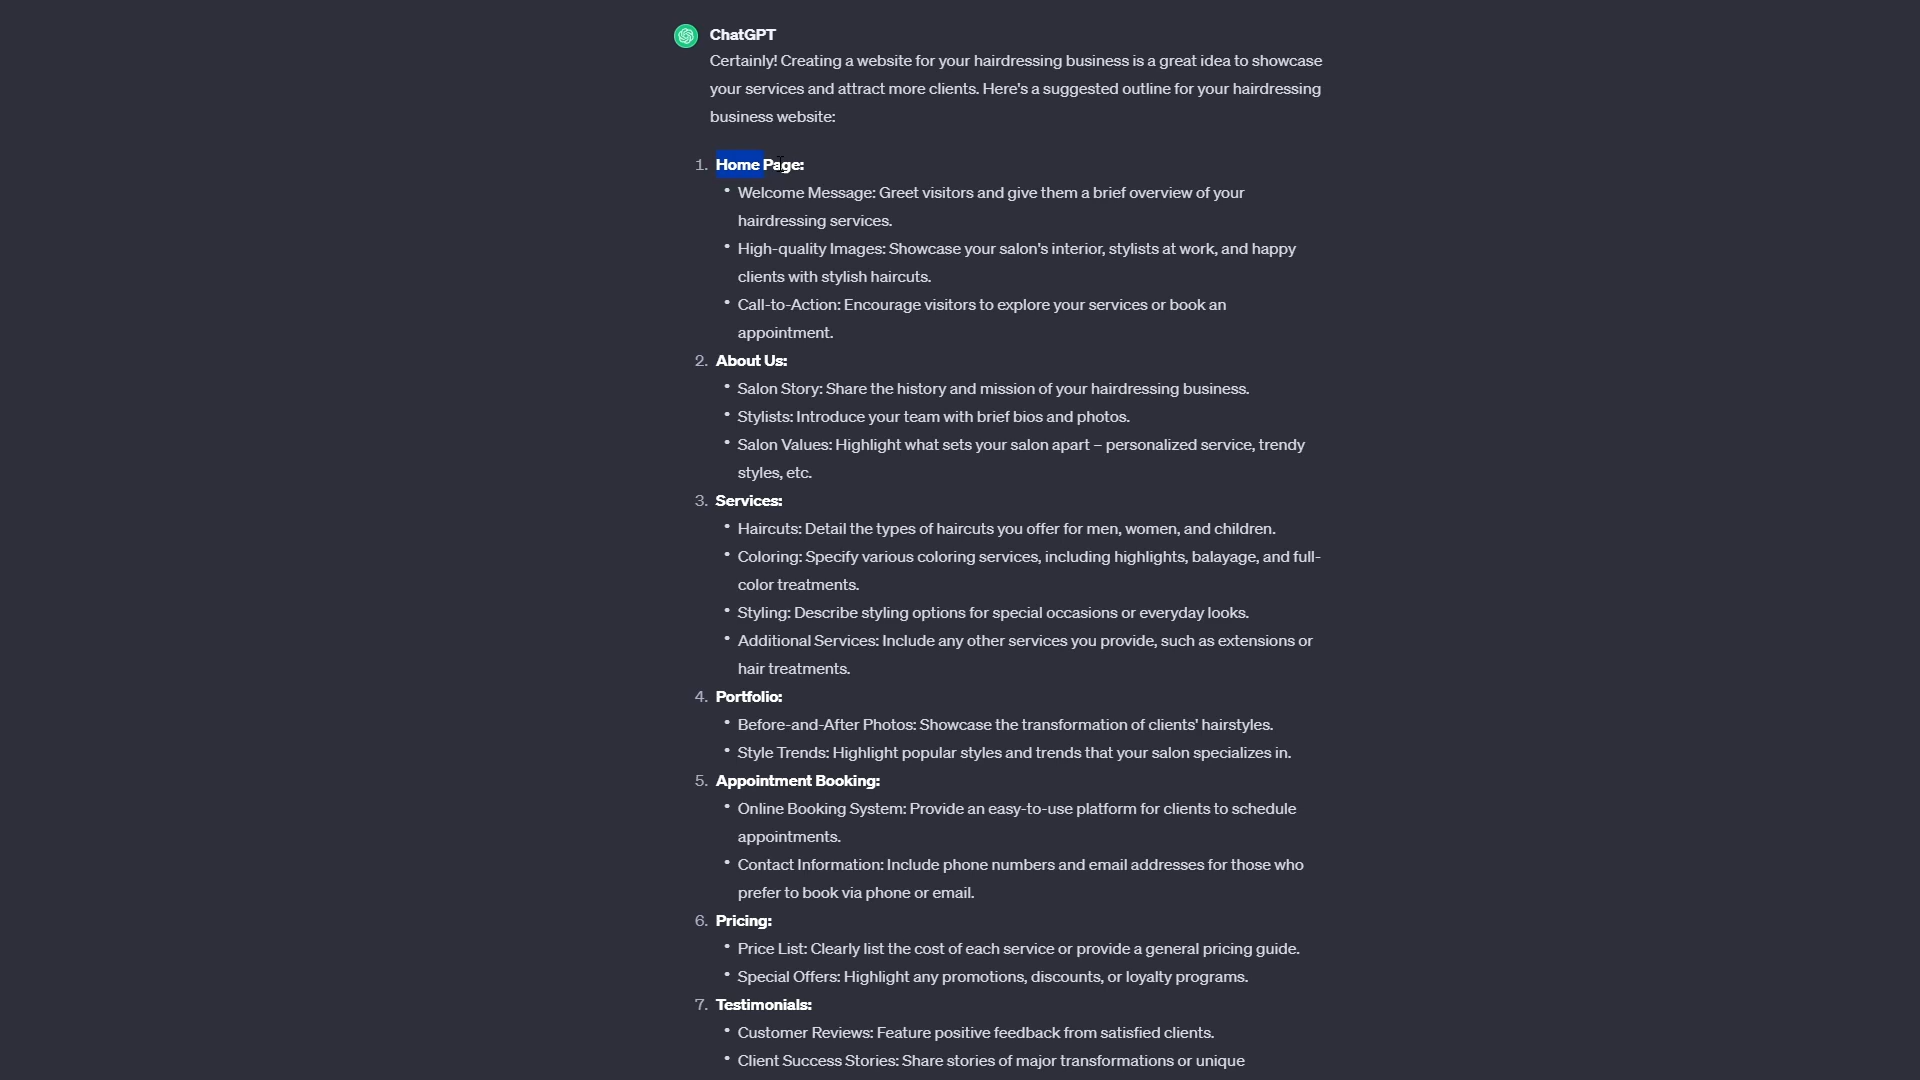 ChatGPT
Certainly! Creating a website for your hairdressing business is a great idea to showcase
your services and attract more clients. Here's a suggested outline for your hairdressing
business website:
1. Home Page:
• Welcome Message: Greet visitors and give them a brief overview of your
hairdressing services.
• High-quality Images: Showcase your salon's interior, stylists at work, and happy
clients with stylish haircuts.
• Call-to-Action: Encourage visitors to explore your services or book an
appointment.
2. About Us:
• Salon Story: Share the history and mission of your hairdressing business.
• Stylists: Introduce your team with brief bios and photos.
• Salon Values: Highlight what sets your salon apart – personalized service, trendy
styles, etc.
3. Services:
• Haircuts: Detail the types of haircuts you offer for men, women, and children.
• Coloring: Specify various coloring services, including highlights, balayage, and full-
color treatments.
• Styling: Describe styling options for special occasions or everyday looks.
• Additional Services: Include any other services you provide, such as extensions or
hair treatments.
4. Portfolio:
• Before-and-After Photos: Showcase the transformation of clients' hairstyles.
• Style Trends: Highlight popular styles and trends that your salon specializes in.
5. Appointment Booking:
• Online Booking System: Provide an easy-to-use platform for clients to schedule
appointments.
• Contact Information: Include phone numbers and email addresses for those who
prefer to book via phone or email.
6. Pricing:
• Price List: Clearly list the cost of each service or provide a general pricing guide.
• Special Offers: Highlight any promotions, discounts, or loyalty programs.
7. Testimonials:
• Customer Reviews: Feature positive feedback from satisfied clients.
• Client Success Stories: Share stories of major transformations or unique